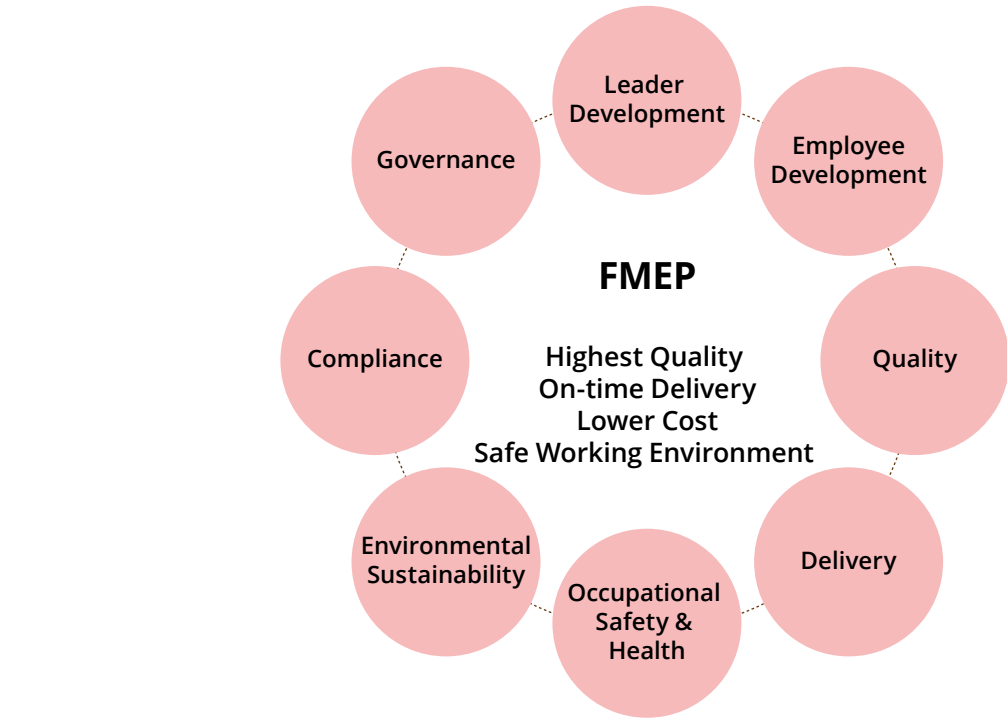 Leader
Development
Employee
Development
Governance
FMEP
Highest Quality
On-time Delivery
Lower Cost
Safe Working Environment
Compliance
Quality
Environmental
Sustainability
Delivery
Occupational
Safety &
Health